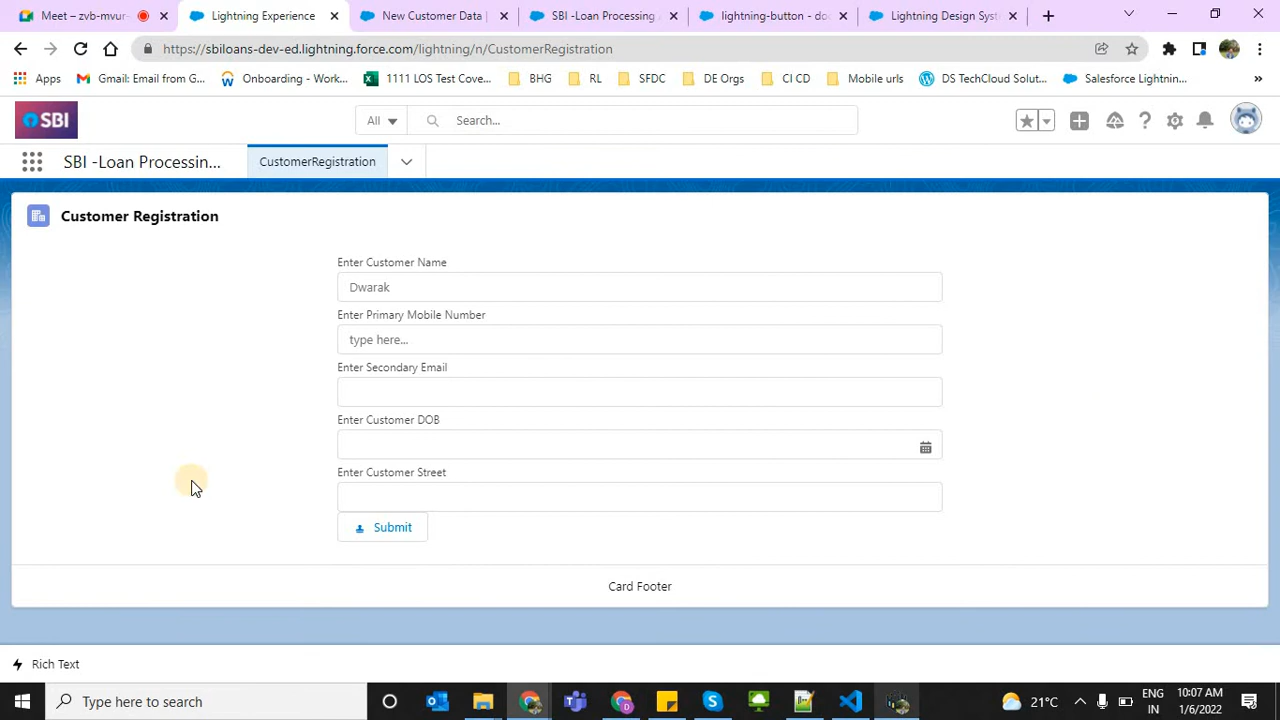 Meet – zvb-mvur-
Lightning Experience
New Customer Data |
SBI -Loan Processing A
lightning-button - doc
Lightning Design Syste
https://sbiloans-dev-ed.lightning.force.com/lightning/n/CustomerRegistration
Apps
Gmail: Email from G...
Onboarding - Work...
1111 LOS Test Cove...
BHG
RL
SFDC
DE Orgs
CI CD
Mobile urls
DS TechCloud Solut...
Salesforce Lightnin...
»
SBI
All
Search...
SBI -Loan Processin...
CustomerRegistration
Customer Registration
Enter Customer Name
Dwarak
Enter Primary Mobile Number
type here...
Enter Secondary Email
Enter Customer DOB
Enter Customer Street
Submit
Card Footer
Rich Text
Type here to search
21°C
ENG
IN
10:07 AM
1/6/2022